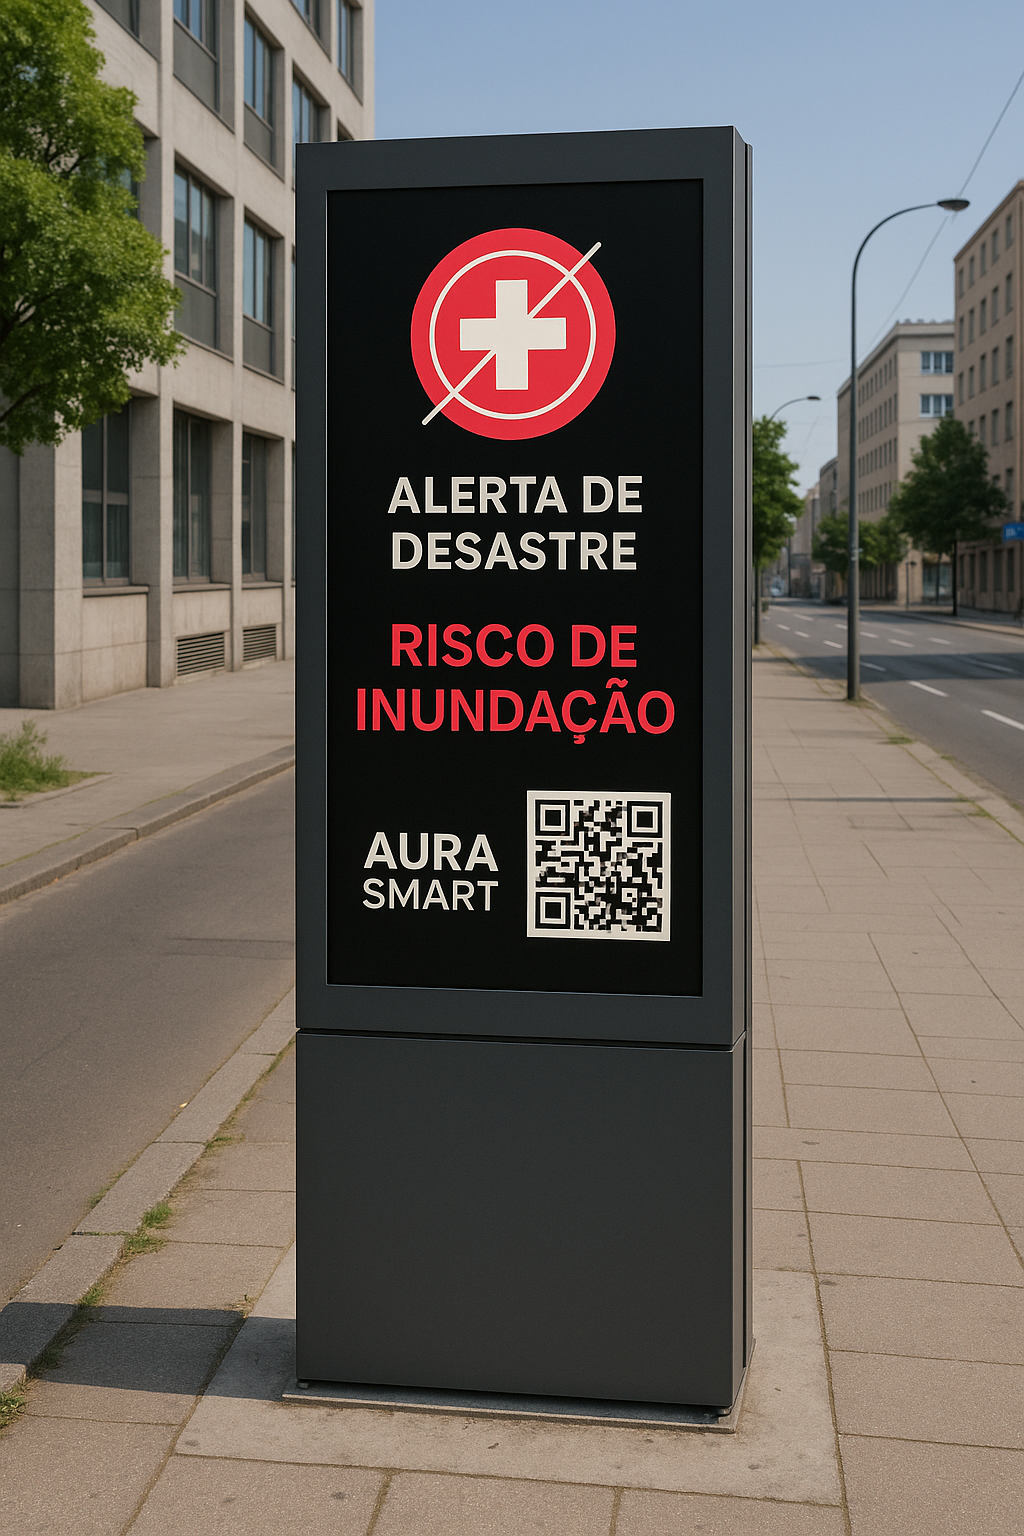 ALERTA DE
DESASTRE
RISCO DE
INUNDAÇÃO
AURA
SMART